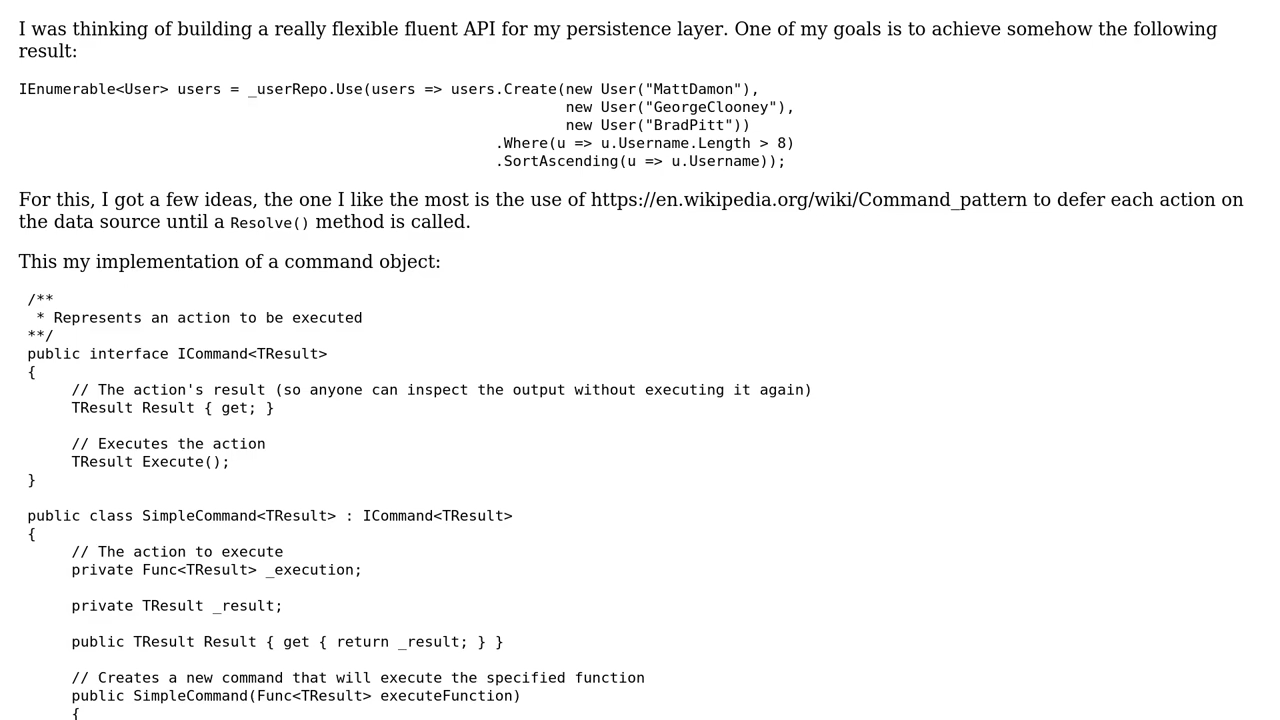 I was thinking of building a really flexible fluent API for my persistence layer. One of my goals is to achieve somehow the following
result:
IEnumerable<User> users = _userRepo.Use(users => users.Create(new User("MattDamon"),
new User("GeorgeClooney"),
new User("BradPitt"))
.Where(u => u.Username.Length > 8)
.SortAscending(u => u.Username));
For this, I got a few ideas, the one I like the most is the use of https://en.wikipedia.org/wiki/Command_pattern to defer each action on
the data source until a Resolve() method is called.
This my implementation of a command object:
/**
* Represents an action to be executed
**/
public interface ICommand<TResult>
{
// The action's result (so anyone can inspect the output without executing it again)
TResult Result { get; }
// Executes the action
TResult Execute();
}
public class SimpleCommand<TResult> : ICommand<TResult>
{
// The action to execute
private Func<TResult> _execution;
private TResult _result;
public TResult Result { get { return _result; } }
// Creates a new command that will execute the specified function
public SimpleCommand(Func<TResult> executeFunction)
{